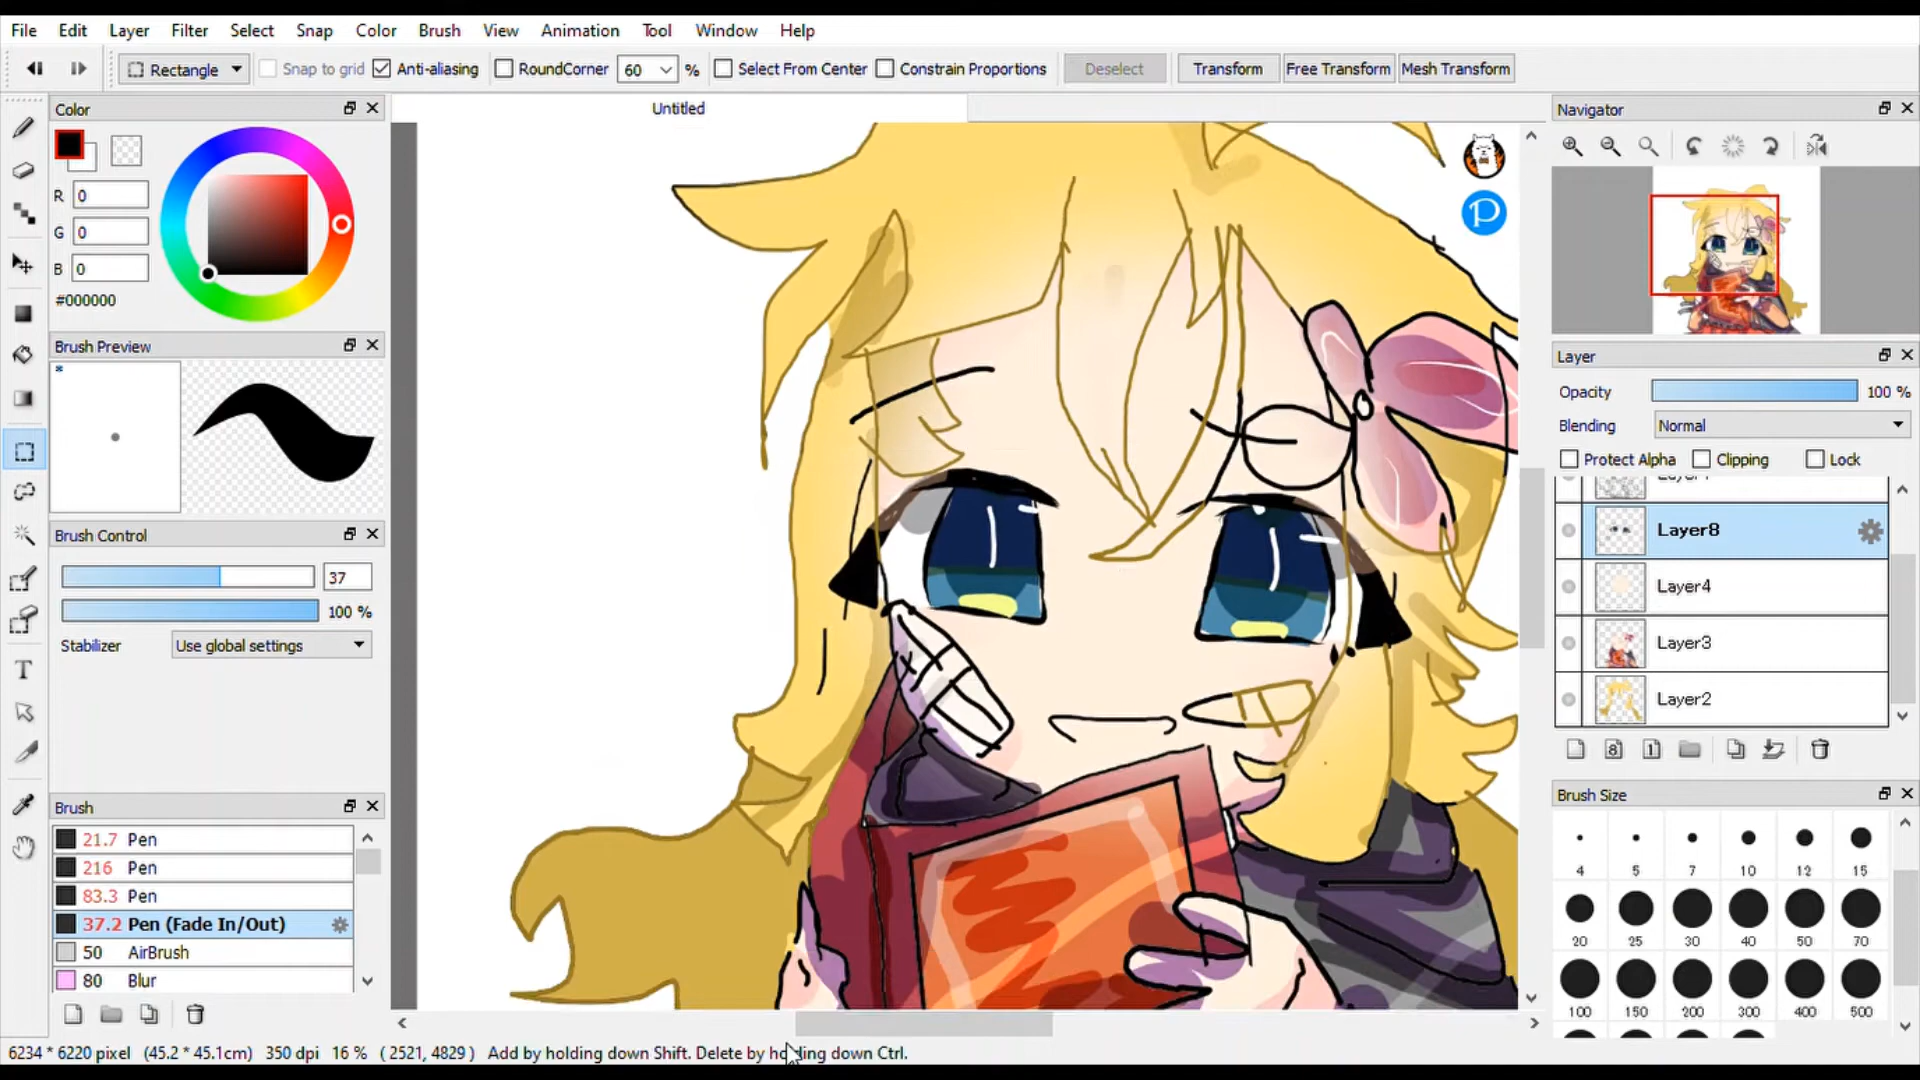 File Edit Layer Filter Select Snap Color Brush View Animation Tool Window Help
Rectangle Snap to grid Anti-aliasing RoundCorner 60 % Select From Center Constrain Proportions Deselect Transform Free Transform Mesh Transform
Color
R 0
G 0
B 0
#000000
Brush Preview
Brush Control
37
100 %
Stabilizer Use global settings
Brush
21.7 Pen
216 Pen
83.3 Pen
37.2 Pen (Fade In/Out)
50 AirBrush
80 Blur
Untitled
P
Navigator
Layer
Opacity 100 %
Blending Normal
Protect Alpha Clipping Lock
Layer8
Layer4
Layer3
Layer2
8 1
Brush Size
4 5 7 10 12 15
20 25 30 40 50 70
100 150 200 300 400 500
T
6234 * 6220 pixel (45.2 * 45.1cm) 350 dpi 16 % ( 2521, 4829 ) Add by holding down Shift. Delete by holding down Ctrl.